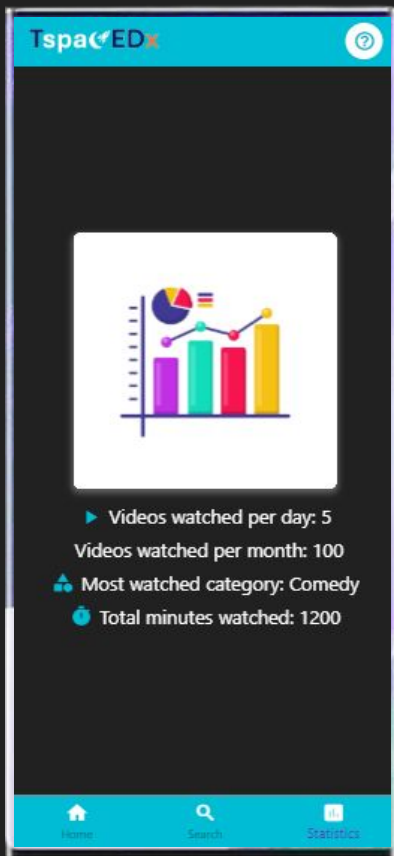 TspacEDx
Videos watched per day: 5
Videos watched per month: 100
Most watched category: Comedy
Total minutes watched: 1200
Home
Search
Statistics